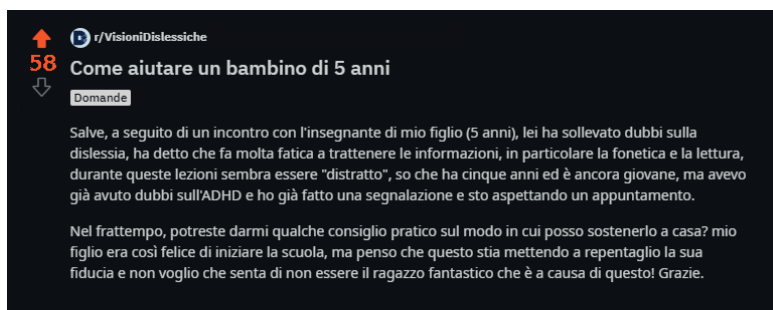 r/VisioniDislessiche
58
Come aiutare un bambino di 5 anni
Domande
Salve, a seguito di un incontro con l'insegnante di mio figlio (5 anni), lei ha sollevato dubbi sulla
dislessia, ha detto che fa molta fatica a trattenere le informazioni, in particolare la fonetica e la lettura,
durante queste lezioni sembra essere "distratto", so che ha cinque anni ed è ancora giovane, ma avevo
già avuto dubbi sull'ADHD e ho già fatto una segnalazione e sto aspettando un appuntamento.
Nel frattempo, potreste darmi qualche consiglio pratico sul modo in cui posso sostenerlo a casa? mio
figlio era così felice di iniziare la scuola, ma penso che questo stia mettendo a repentaglio la sua
fiducia e non voglio che senta di non essere il ragazzo fantastico che è a causa di questo! Grazie.